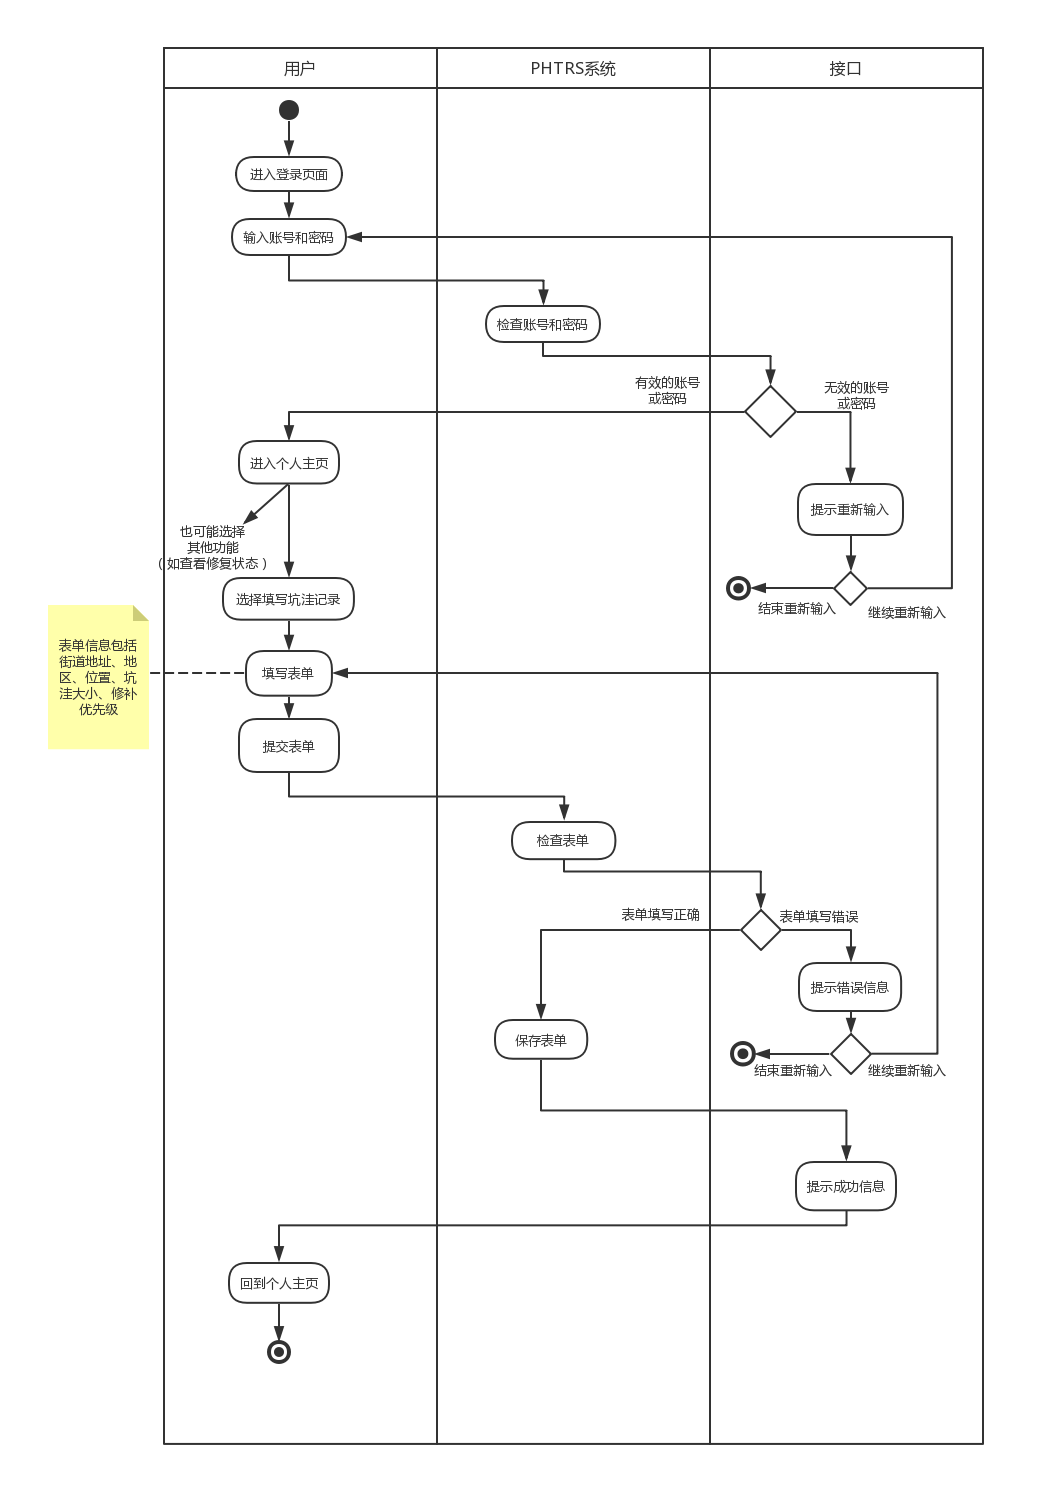 用户
PHTRS系统
接口
进入登录页面
输入账号和密码
检查账号和密码
有效的账号
或密码
无效的账号
或密码
进入个人主页
提示重新输入
也可能选择
其他功能
（如查看修复状态）
选择填写坑洼记录
结束重新输入
继续重新输入
表单信息包括
街道地址、地
区、位置、坑
洼大小、修补
优先级
填写表单
提交表单
检查表单
表单填写正确
表单填写错误
提示错误信息
保存表单
结束重新输入
继续重新输入
提示成功信息
回到个人主页